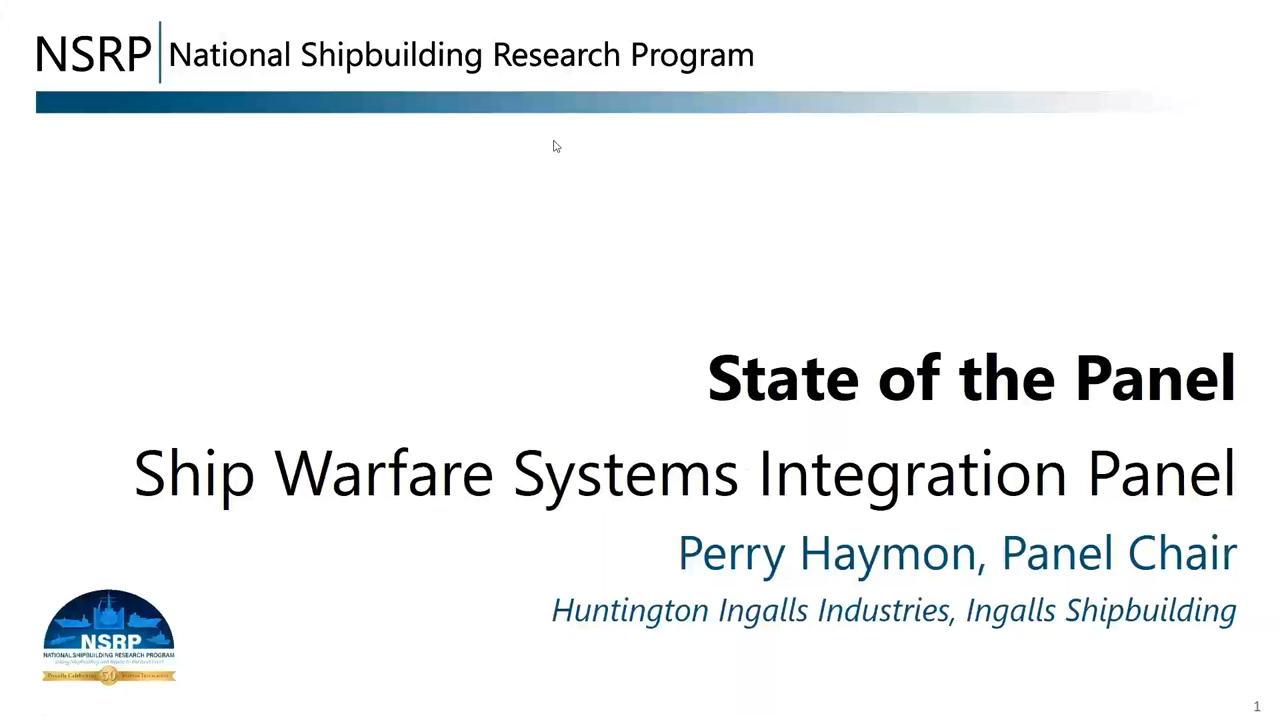 NSRP
National Shipbuilding Research Program
State of the Panel
Ship Warfare Systems Integration Panel
Perry Haymon, Panel Chair
Huntington Ingalls Industries, Ingalls Shipbuilding
NSRP
NATIONAL SHIPBUILDING RESEARCH PROGRAM
50
1